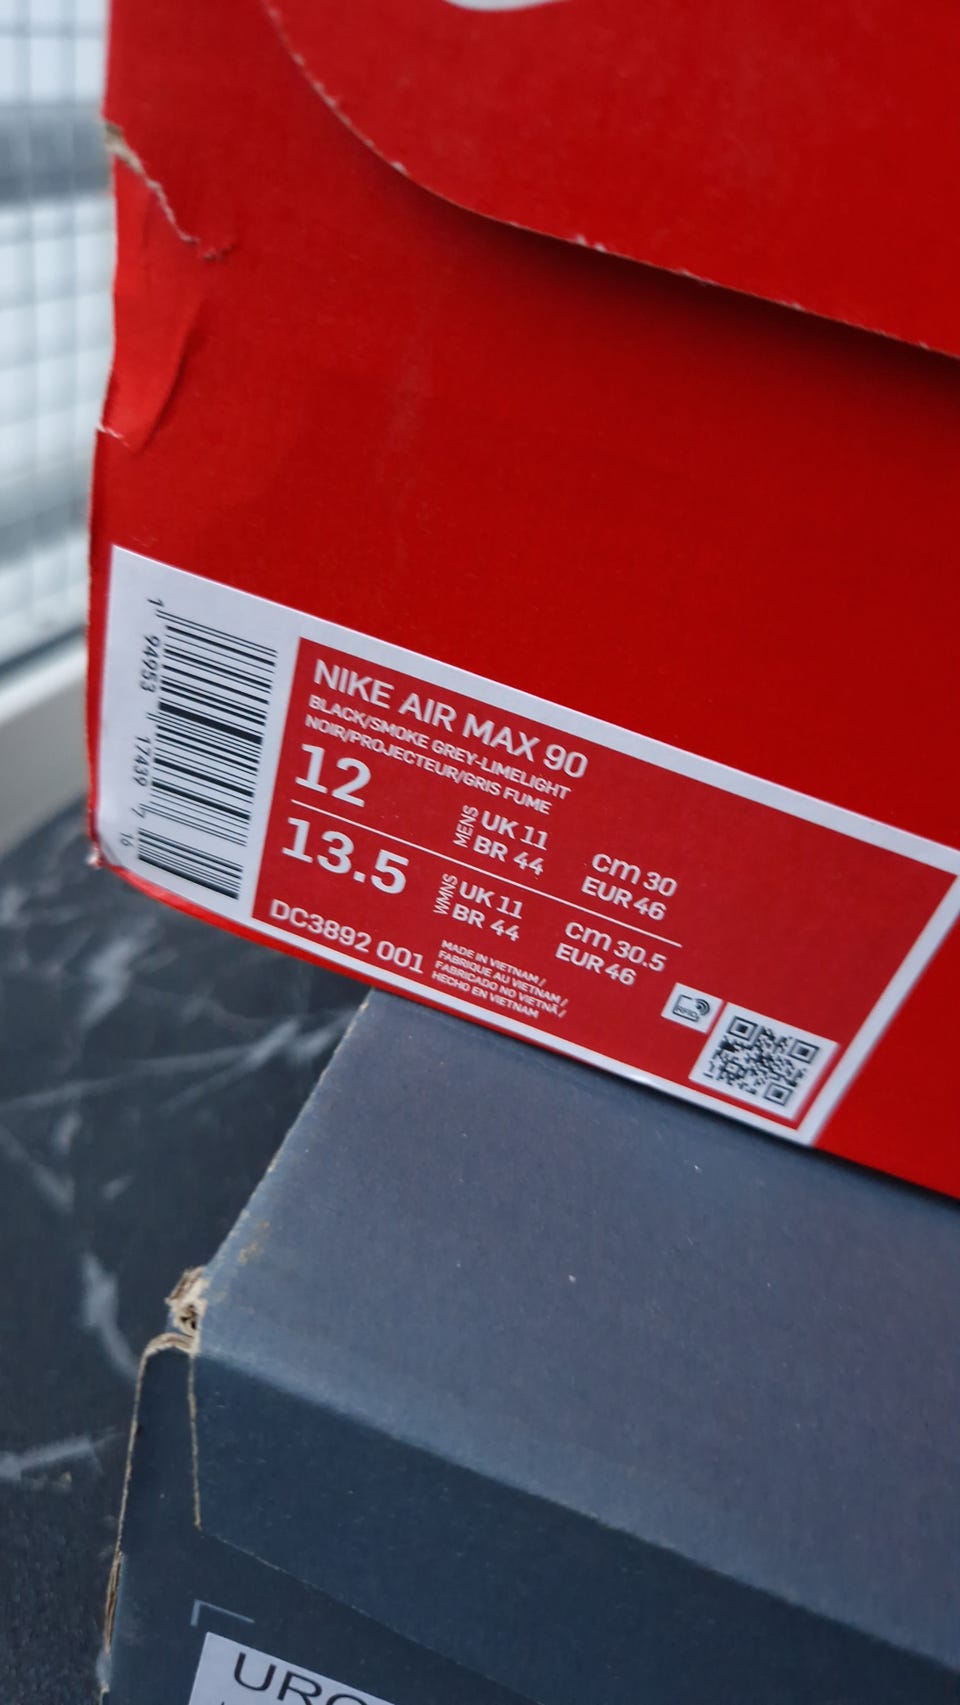 1 94953 17439 7 16
NIKE AIR MAX 90
BLACK/SMOKE GREY-LIMELIGHT
NOIR/PROJECTEUR/GRIS FUME
12
MENS
UK 11
BR 44
cm 30
EUR 46
13.5
WMNS
UK 11
BR 44
cm 30.5
EUR 46
DC3892 001
MADE IN VIETNAM /
FABRIQUE AU VIETNAM /
FABRICADO NO VIETNÃ /
HECHO EN VIETNAM
RFID